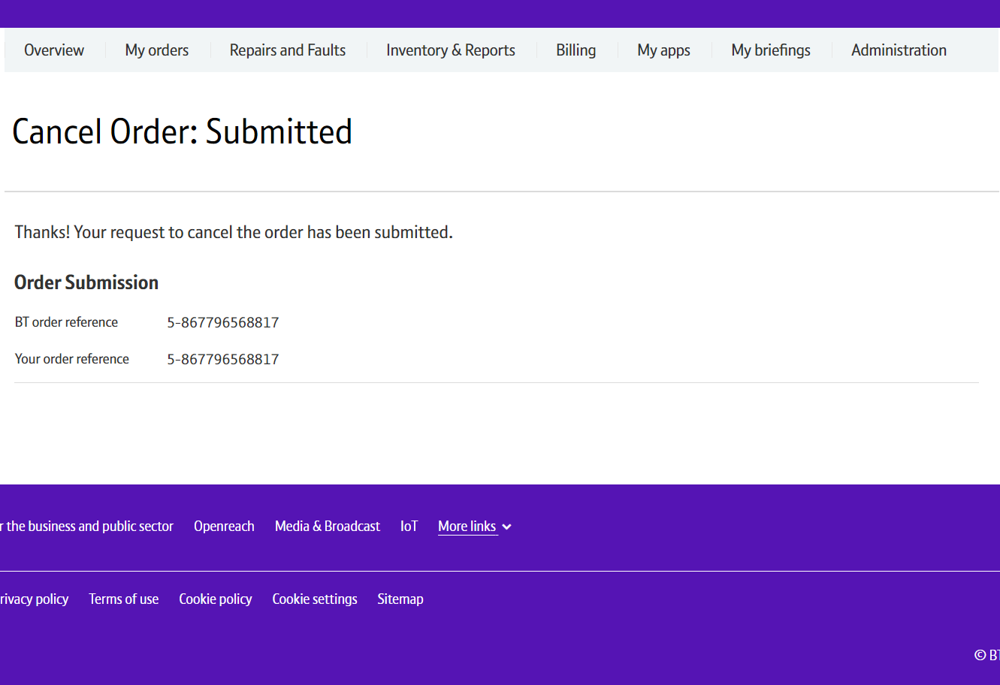 Overview My orders Repairs and Faults Inventory & Reports Billing My apps My briefings Administration
Cancel Order: Submitted
Thanks! Your request to cancel the order has been submitted.
Order Submission
BT order reference 5-867796568817
Your order reference 5-867796568817
r the business and public sector Openreach Media & Broadcast IoT More links
rivacy policy Terms of use Cookie policy Cookie settings Sitemap
© BT